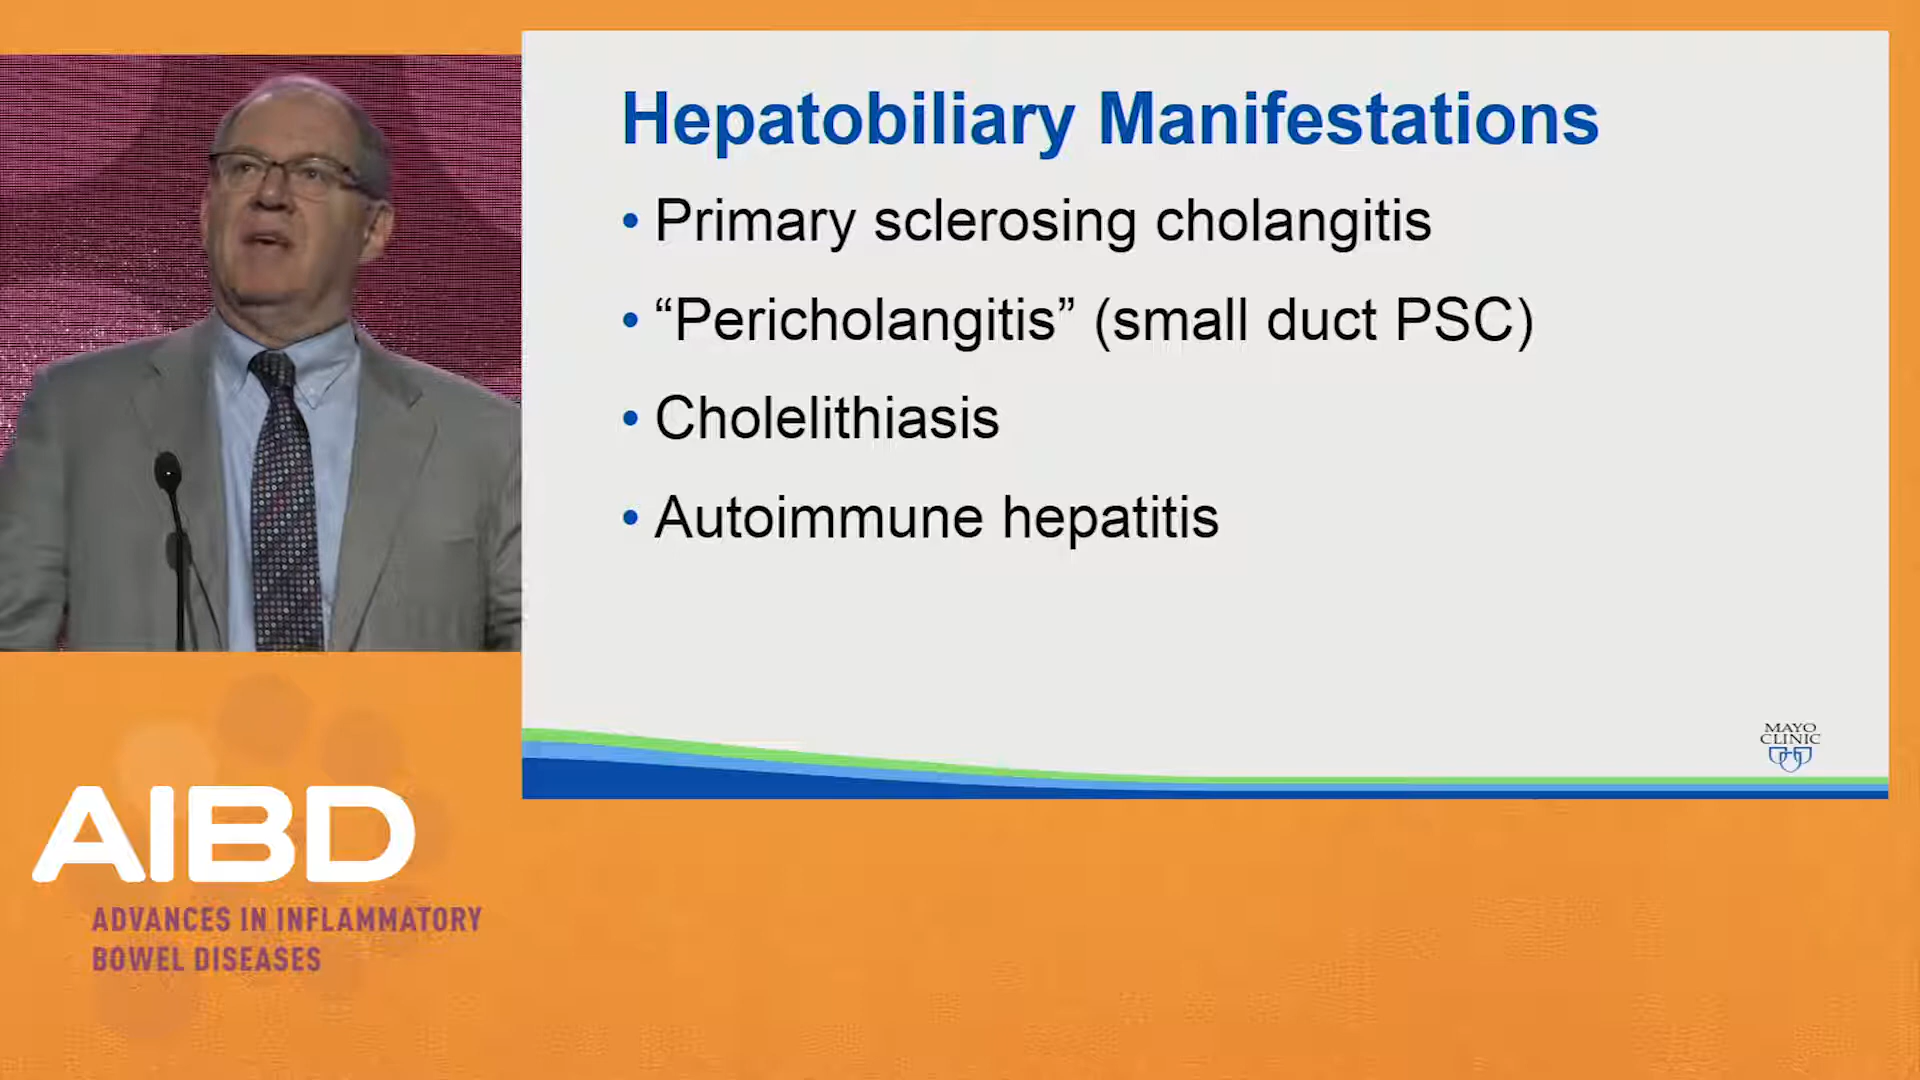 Hepatobiliary Manifestations
• Primary sclerosing cholangitis
• “Pericholangitis” (small duct PSC)
• Cholelithiasis
• Autoimmune hepatitis
MAYO
CLINIC
AIBD
ADVANCES IN INFLAMMATORY
BOWEL DISEASES